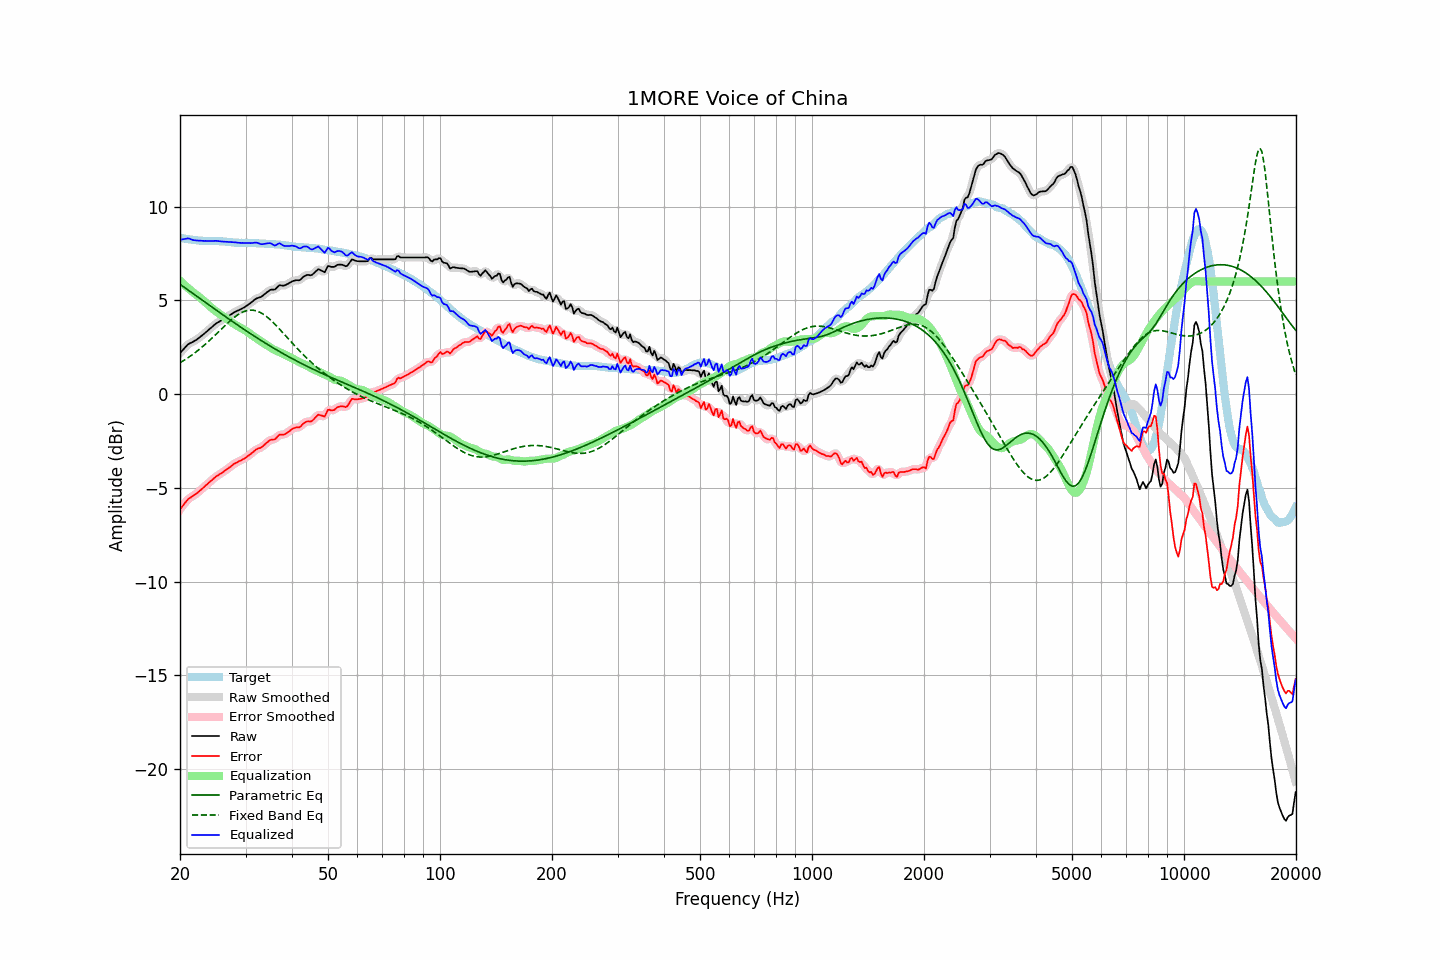 1MORE Voice of China
Amplitude (dBr)
10
5
0
−5
−10
−15
−20
Target
Raw Smoothed
Error Smoothed
Raw
Error
Equalization
Parametric Eq
Fixed Band Eq
Equalized
20 50 100 200 500 1000 2000 5000 10000 20000
Frequency (Hz)